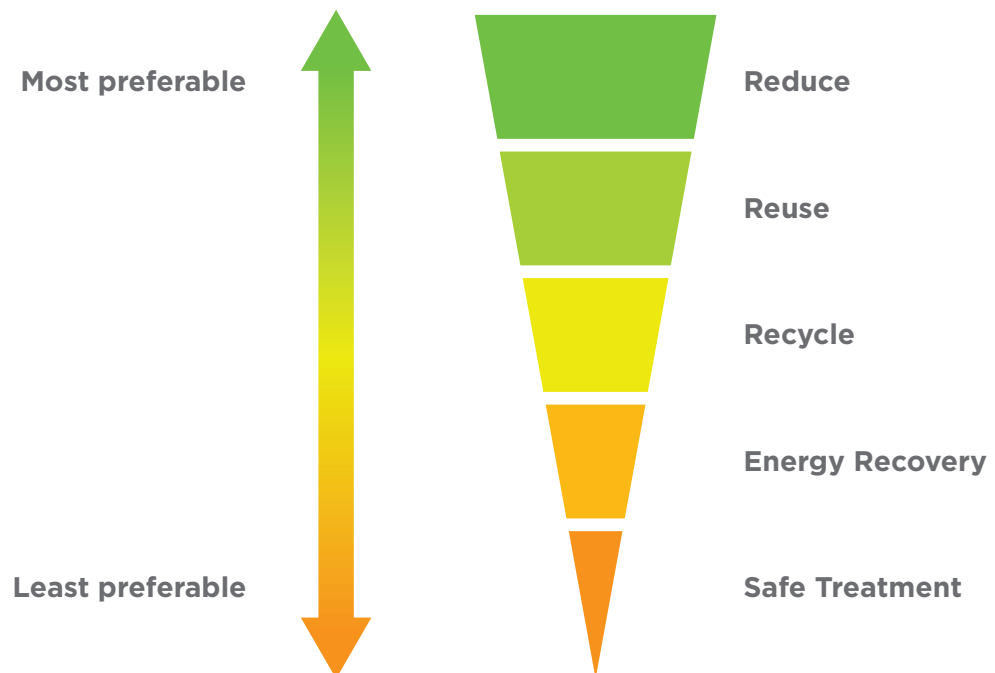 Most preferable
Reduce
Reuse
Recycle
Energy Recovery
Least preferable
Safe Treatment